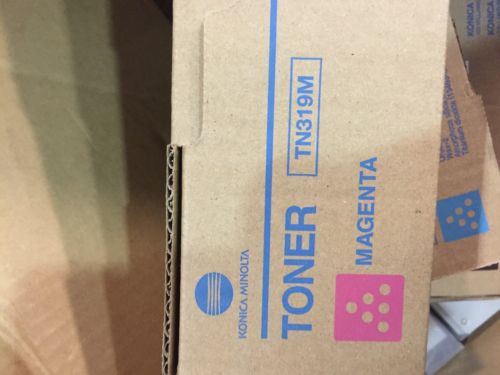 KONICA MINOLTA
TONER TN319M
MAGENTA
KONICA